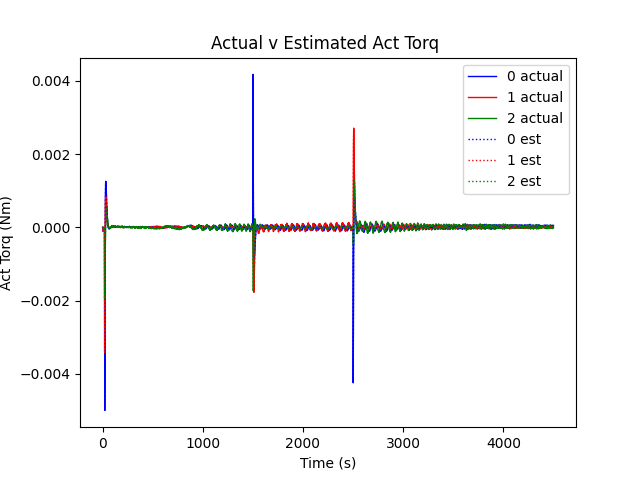 Actual v Estimated Act Torq
0 actual
1 actual
2 actual
0 est
1 est
2 est
0.004
0.002
0.000
−0.002
−0.004
Act Torq (Nm)
0
1000
2000
3000
4000
Time (s)